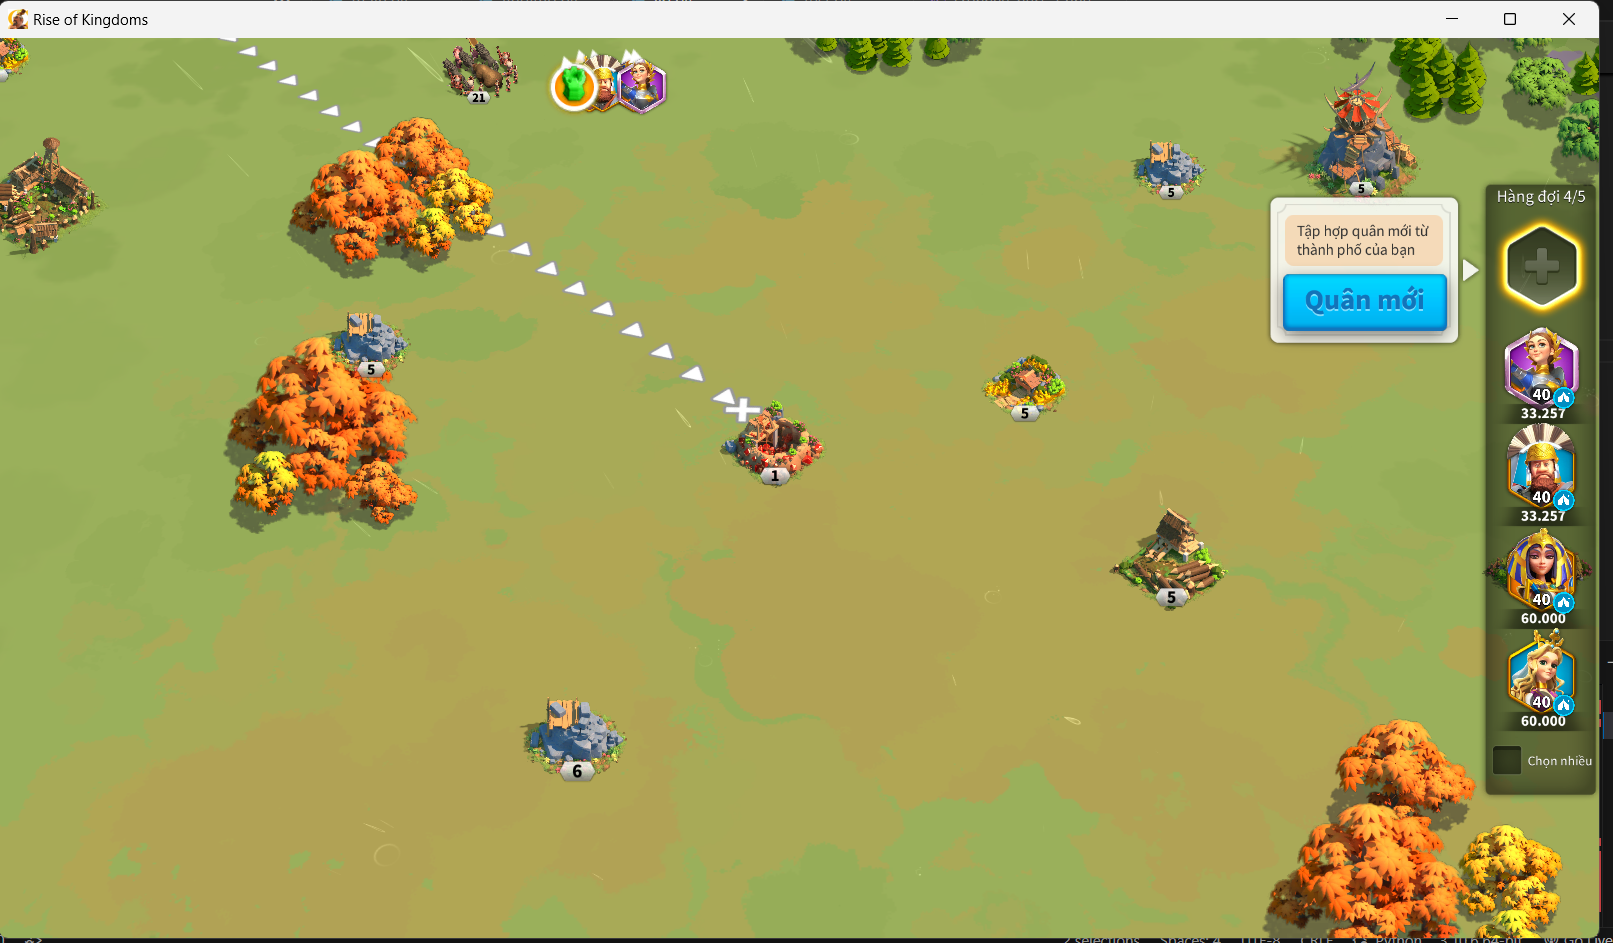 Rise of Kingdoms
21
5
5
Hàng đợi 4/5
Tập hợp quân mới từ
thành phố của bạn
Quân mới
5
5
1
5
6
40
33.257
40
33.257
40
60.000
40
60.000
Chọn nhiều